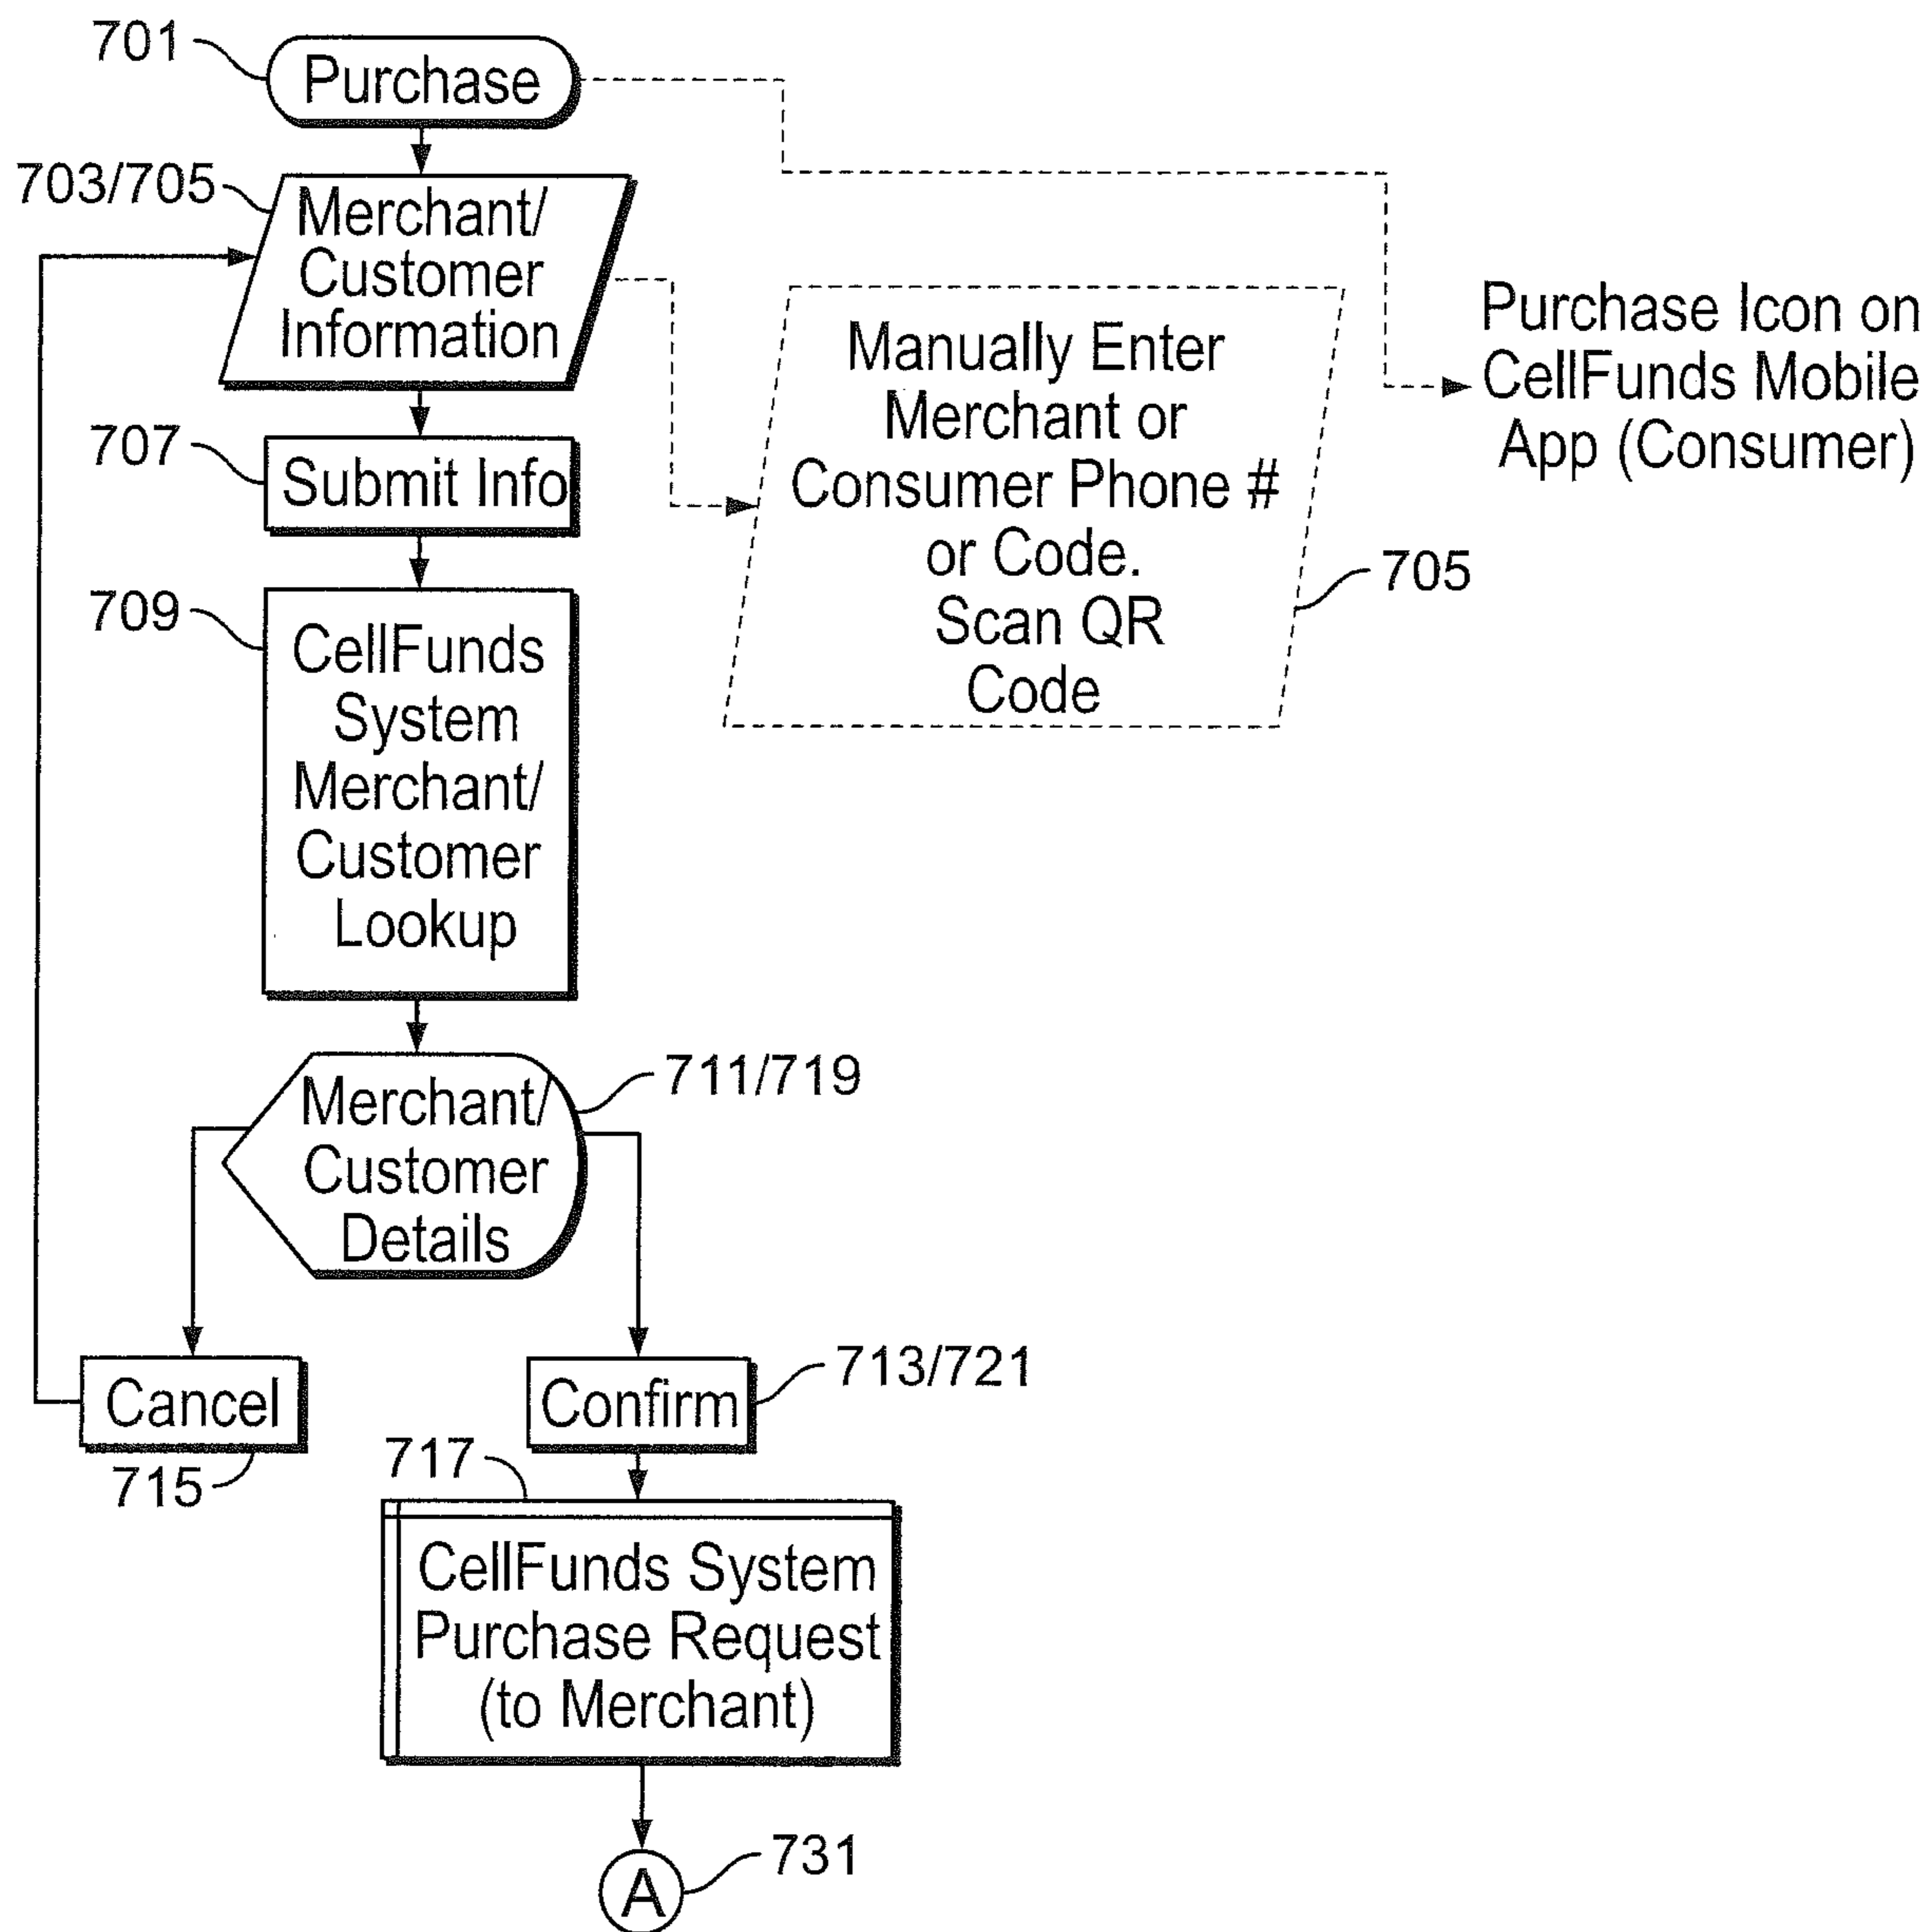 701
Purchase
703/705
Merchant/
Customer
Information
Purchase Icon on
CellFunds Mobile
App (Consumer)
Manually Enter
Merchant or
Consumer Phone #
or Code.
Scan QR
Code
705
707
Submit Info
709
CellFunds
System
Merchant/
Customer
Lookup
711/719
Merchant/
Customer
Details
Cancel
715
Confirm
713/721
717
CellFunds System
Purchase Request
(to Merchant)
A
731